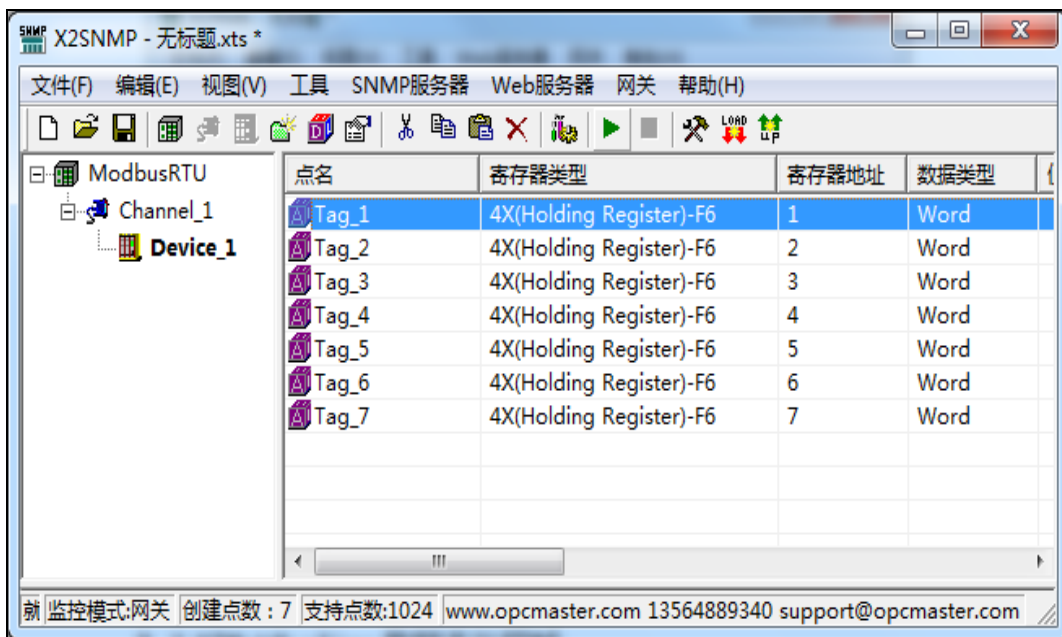 X2SNMP - 无标题.xts *
文件(F) 编辑(E) 视图(V) 工具 SNMP服务器 Web服务器 网关 帮助(H)
ModbusRTU
Channel_1
Device_1
点名 寄存器类型 寄存器地址 数据类型
Tag_1 4X(Holding Register)-F6 1 Word
Tag_2 4X(Holding Register)-F6 2 Word
Tag_3 4X(Holding Register)-F6 3 Word
Tag_4 4X(Holding Register)-F6 4 Word
Tag_5 4X(Holding Register)-F6 5 Word
Tag_6 4X(Holding Register)-F6 6 Word
Tag_7 4X(Holding Register)-F6 7 Word
就 监控模式:网关 创建点数：7 支持点数:1024 www.opcmaster.com 13564889340 support@opcmaster.com